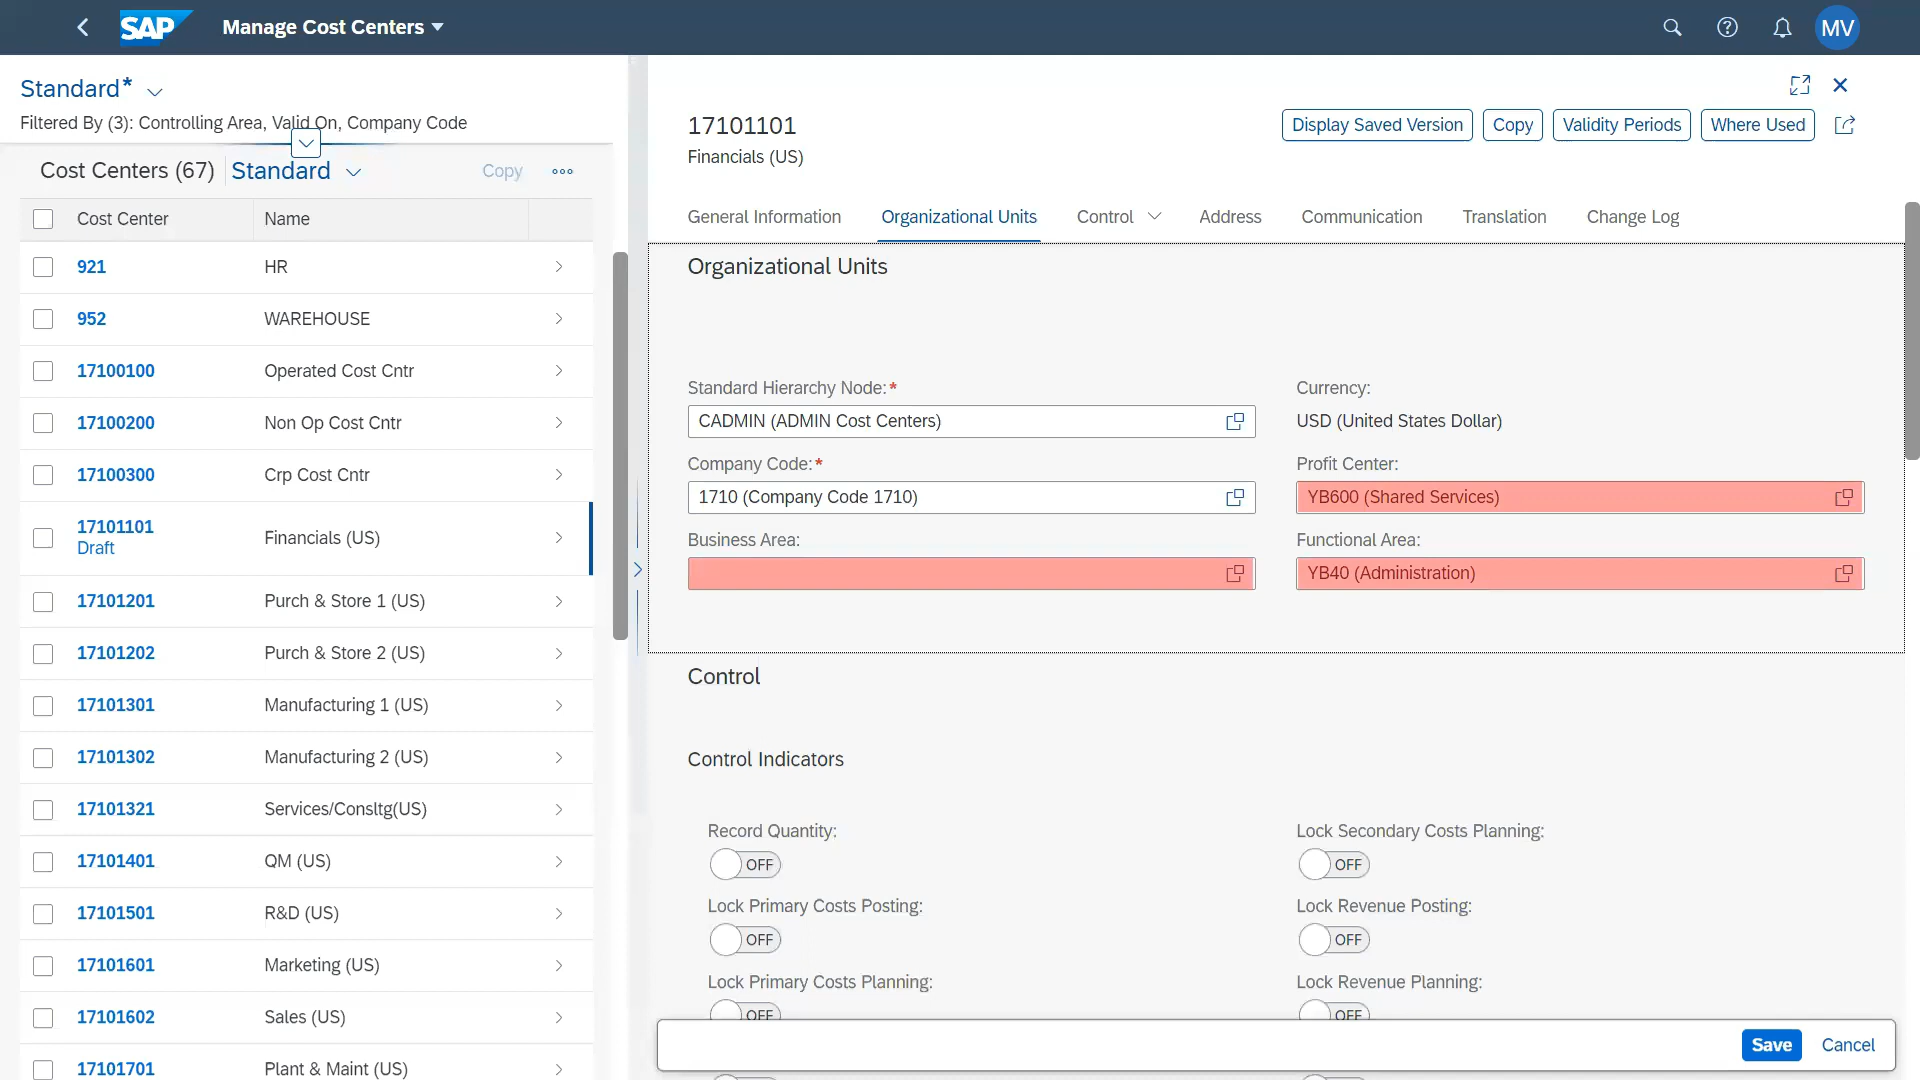 SAP
Manage Cost Centers
MV
Standard*
Filtered By (3): Controlling Area, Valid On, Company Code
Cost Centers (67) Standard
Copy
Cost Center Name
921 HR
952 WAREHOUSE
17100100 Operated Cost Cntr
17100200 Non Op Cost Cntr
17100300 Crp Cost Cntr
17101101 Financials (US)
Draft
17101201 Purch & Store 1 (US)
17101202 Purch & Store 2 (US)
17101301 Manufacturing 1 (US)
17101302 Manufacturing 2 (US)
17101321 Services/Consltg(US)
17101401 QM (US)
17101501 R&D (US)
17101601 Marketing (US)
17101602 Sales (US)
17101701 Plant & Maint (US)
17101101
Financials (US)
Display Saved Version Copy Validity Periods Where Used
General Information Organizational Units Control Address Communication Translation Change Log
Organizational Units
Standard Hierarchy Node:*
CADMIN (ADMIN Cost Centers)
Currency:
USD (United States Dollar)
Company Code:*
1710 (Company Code 1710)
Profit Center:
YB600 (Shared Services)
Business Area:
Functional Area:
YB40 (Administration)
Control
Control Indicators
Record Quantity:
OFF
Lock Secondary Costs Planning:
OFF
Lock Primary Costs Posting:
OFF
Lock Revenue Posting:
OFF
Lock Primary Costs Planning:
OFF
Lock Revenue Planning:
OFF
Save Cancel